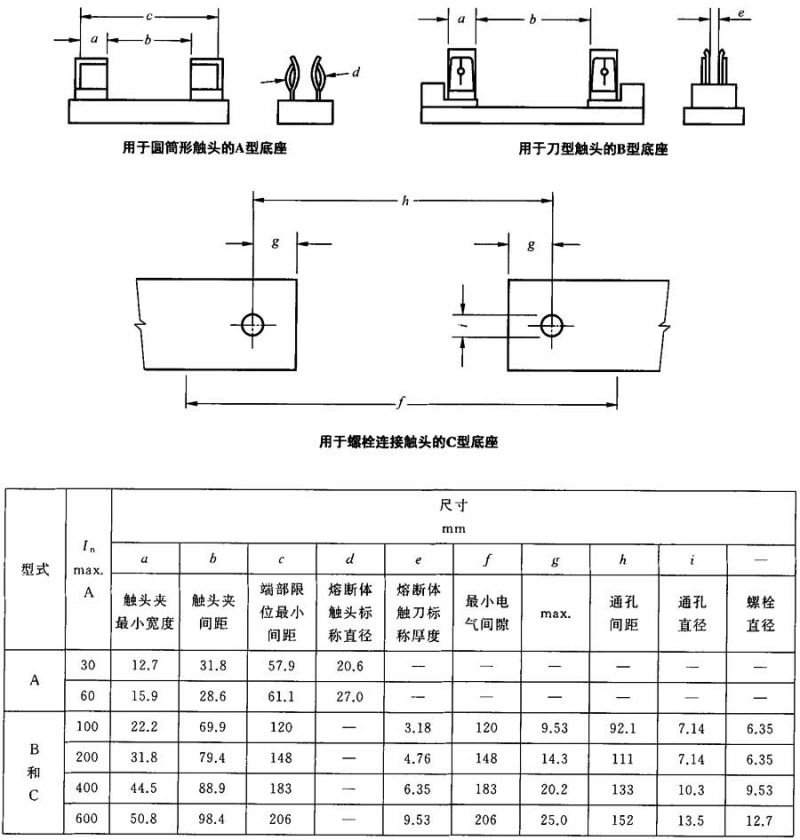 c
a
b
d
a
b
e
用于圆筒形触头的A型底座
用于刀型触头的B型底座
h
g
g
i
f
用于螺栓连接触头的C型底座
型式
In
max.
A
尺寸
mm
a b c d e f g h i —
触头夹
最小宽度
触头夹
间距
端部限
位最小
间距
熔断体
触头标
称直径
熔断体
触刀标
称厚度
最小电
气间隙
max.
通孔
间距
通孔
直径
螺栓
直径
A
30 12.7 31.8 57.9 20.6 — — — — — —
60 15.9 28.6 61.1 27.0 — — — — — —
B
和
C
100 22.2 69.9 120 — 3.18 120 9.53 92.1 7.14 6.35
200 31.8 79.4 148 — 4.76 148 14.3 111 7.14 6.35
400 44.5 88.9 183 — 6.35 183 20.2 133 10.3 9.53
600 50.8 98.4 206 — 9.53 206 25.0 152 13.5 12.7